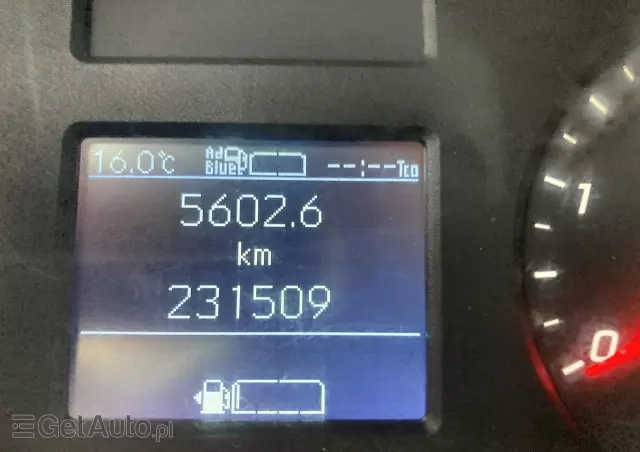 16.0°C Ad Blue --:-- Tco
5602.6
km
231509
1
0
GetAuto.pl